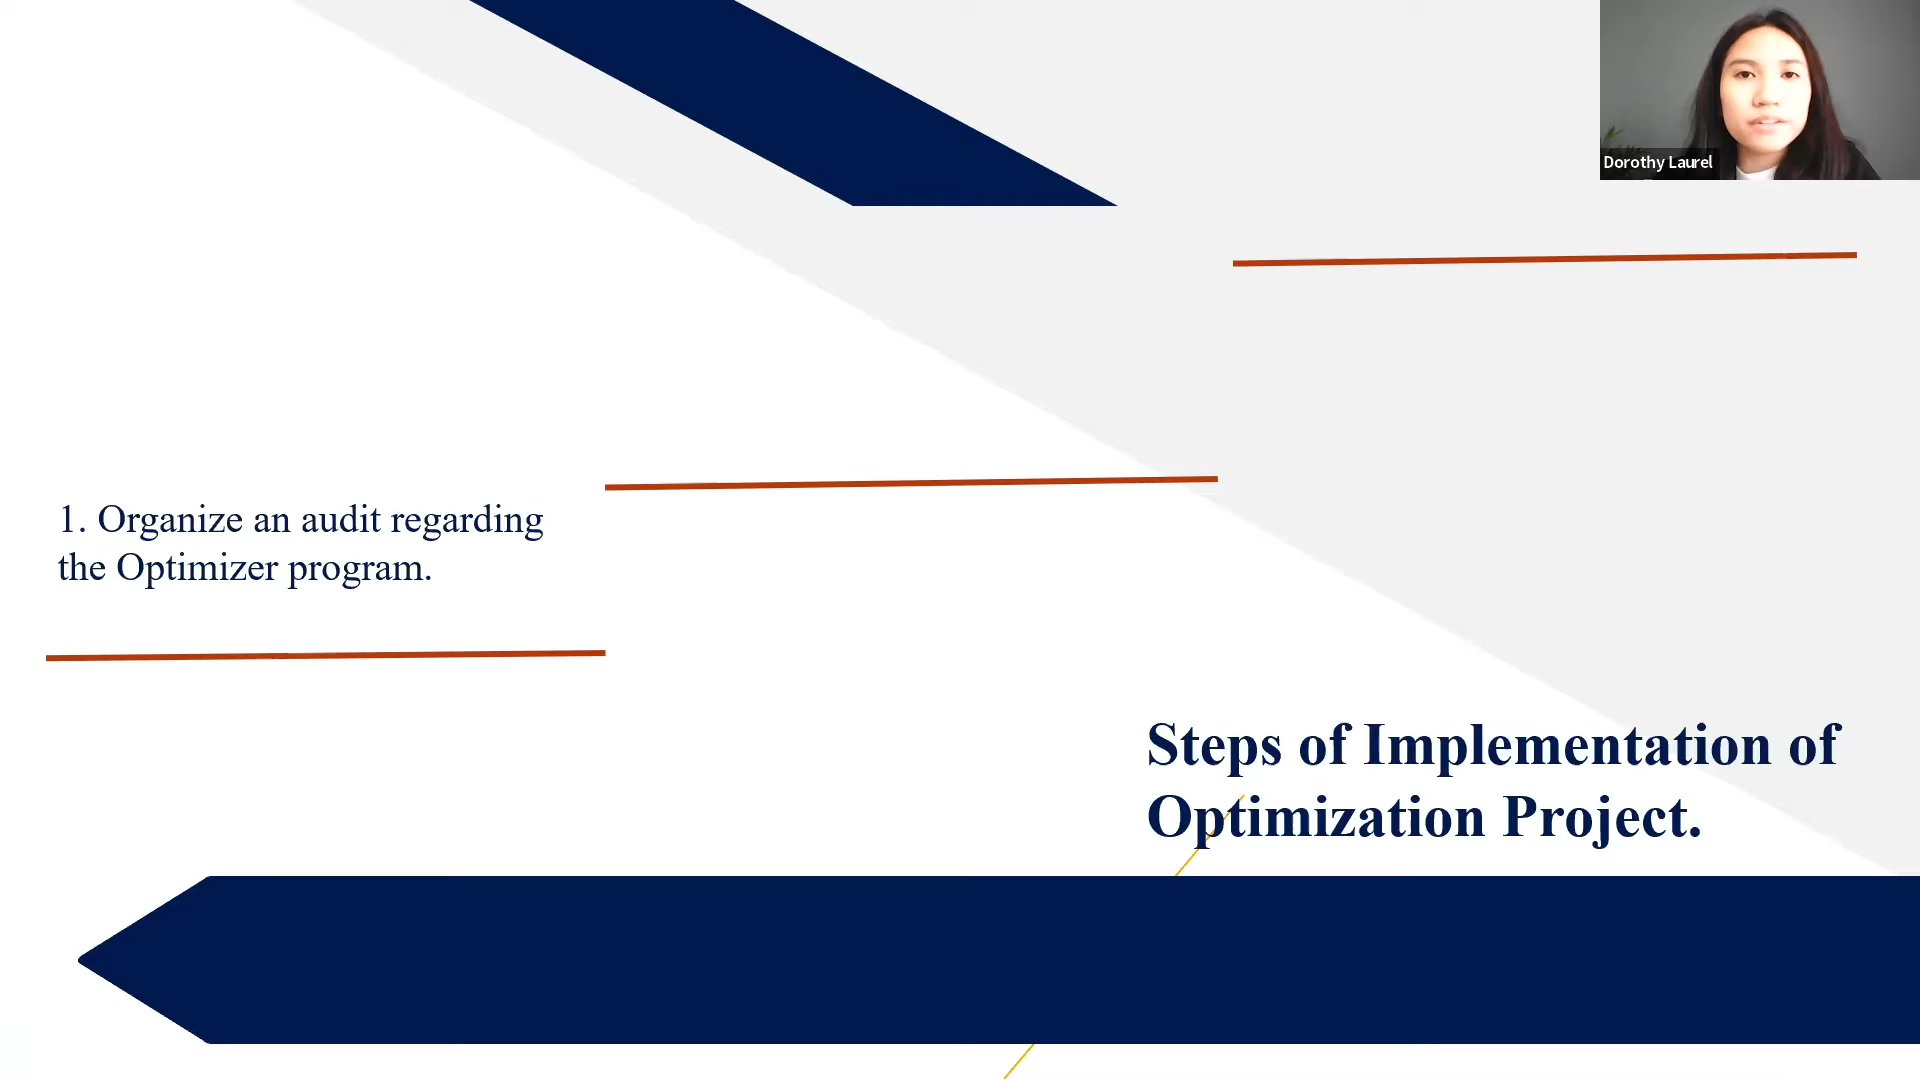 Dorothy Laurel
1. Organize an audit regarding
the Optimizer program.
Steps of Implementation of
Optimization Project.